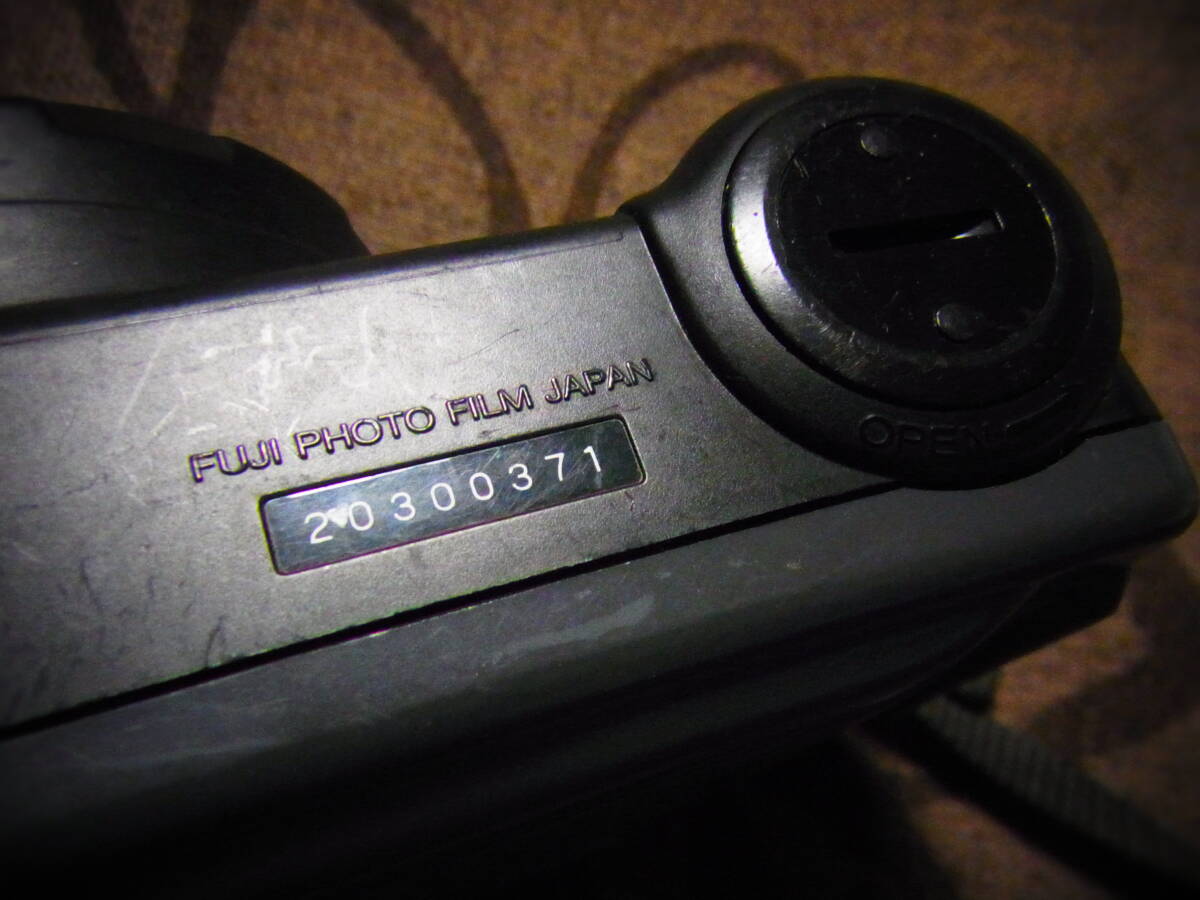 FUJI PHOTO FILM JAPAN
20300371
OPEN